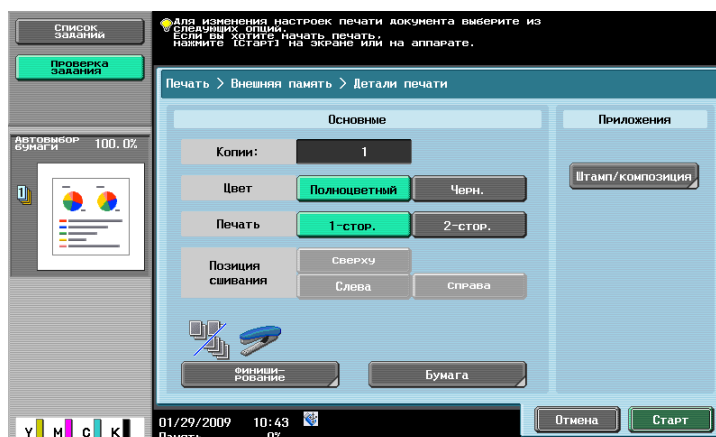 Список
заданий
Проверка
задания
Автовыбор
бумаги 100.0%
1
Для изменения настроек печати документа выберите из
следующих опций.
Если вы хотите начать печать,
нажмите [Старт] на экране или на аппарате.
Печать > Внешняя память > Детали печати
Основные
Приложения
Копии: 1
Штамп/композиция
Цвет Полноцветный Черн.
Печать 1-стор. 2-стор.
Позиция
сшивания
Сверху
Слева Справа
Финиши-
рование
Бумага
01/29/2009 10:43
Память 0%
Отмена Старт
Y M C K